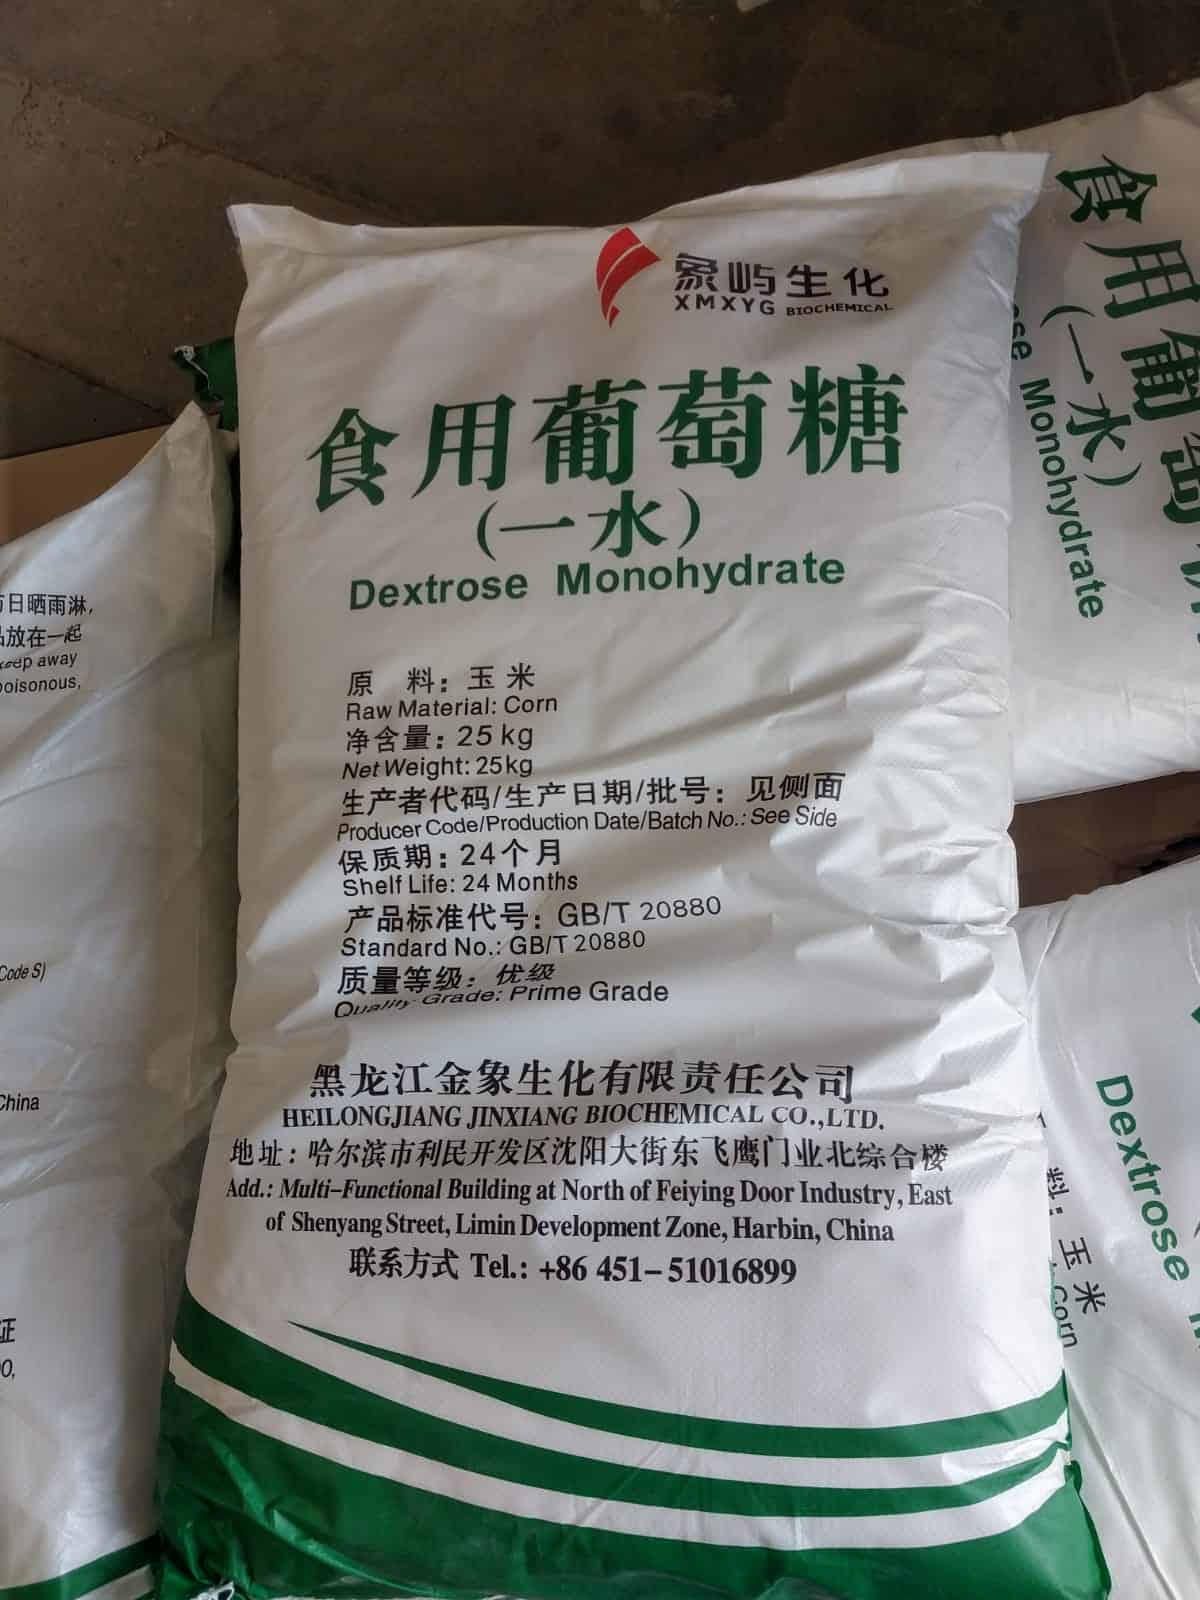 象屿生化
XMXYG BIOCHEMICAL
食用葡萄糖
(一水)
Dextrose Monohydrate
原 料: 玉米
Raw Material: Corn
净含量: 25kg
Net Weight: 25kg
生产者代码/生产日期/批号: 见侧面
Producer Code/Production Date/Batch No.: See Side
保质期: 24个月
Shelf Life: 24 Months
产品标准代号: GB/T 20880
Standard No.: GB/T 20880
质量等级: 优级
Quality Grade: Prime Grade
黑龙江金象生化有限责任公司
HEILONGJIANG JINXIANG BIOCHEMICAL CO.,LTD.
地址: 哈尔滨市利民开发区沈阳大街东飞鹰门业北综合楼
Add.: Multi-Functional Building at North of Feiying Door Industry, East
of Shenyang Street, Limin Development Zone, Harbin, China
联系方式 Tel.: +86 451-51016899
日晒雨淋,
放在一起
keep away
poisonous,
Code S)
China
证
食用葡萄
(一水)
Monohydrate
Dextrose
料: 玉米
Corn